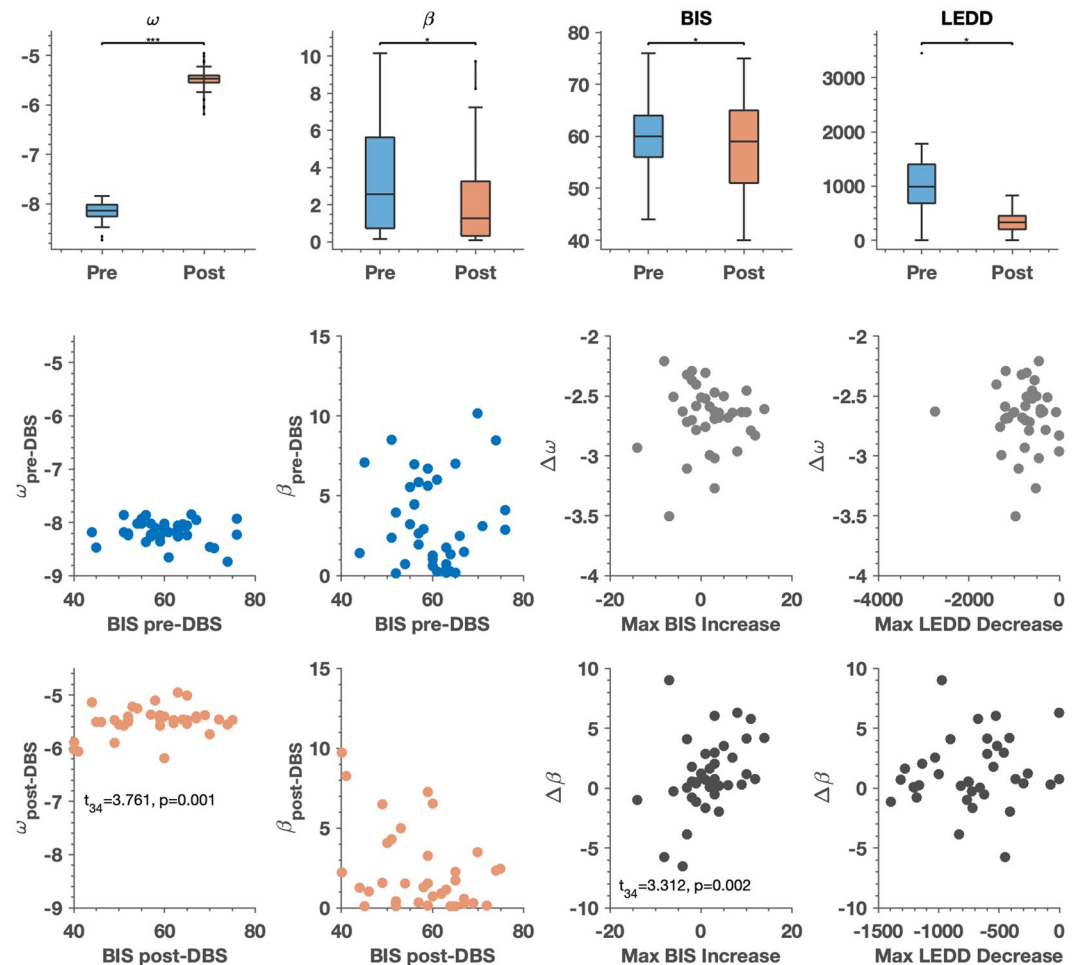 ω
β
BIS
LEDD
***
*
*
*
-5
-6
-7
-8
10
8
6
4
2
0
80
70
60
50
40
3000
2000
1000
0
Pre
Post
Pre
Post
Pre
Post
Pre
Post
-5
-6
-7
-8
-9
ωpre-DBS
40
60
80
BIS pre-DBS
15
10
5
0
βpre-DBS
40
60
80
BIS pre-DBS
-2
-2.5
-3
-3.5
-4
Δω
-20
0
20
Max BIS Increase
-2
-2.5
-3
-3.5
-4
Δω
-4000
-2000
0
Max LEDD Decrease
-5
-6
-7
-8
-9
ωpost-DBS
t34=3.761, p=0.001
40
60
80
BIS post-DBS
15
10
5
0
βpost-DBS
40
60
80
BIS post-DBS
10
5
0
-5
-10
Δβ
t34=3.312, p=0.002
-20
0
20
Max BIS Increase
10
5
0
-5
-10
Δβ
-1500
-1000
-500
0
Max LEDD Decrease